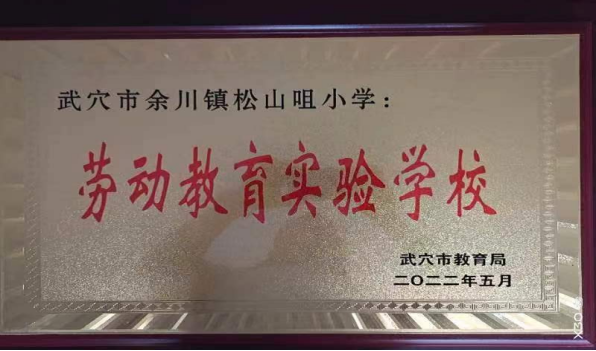 武穴市余川镇松山咀小学：
劳动教育实验学校
武穴市教育局
二〇二二年五月